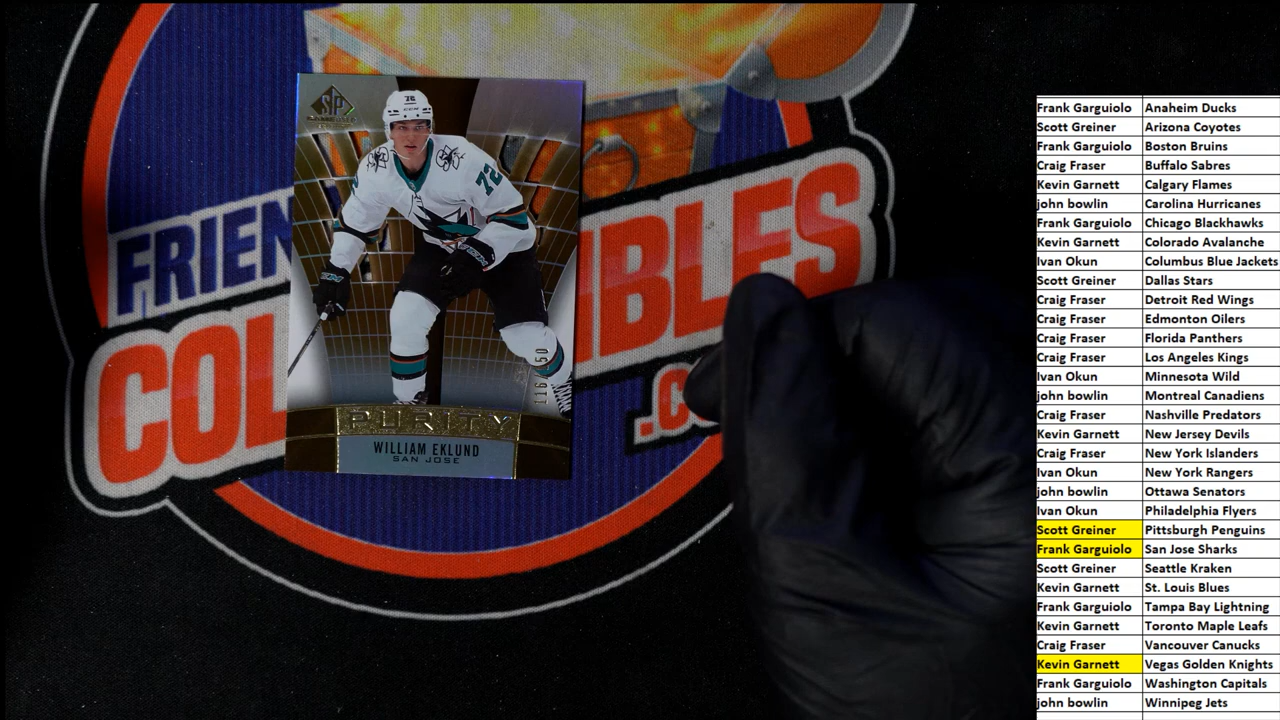 FRIEN
COL IBLES
.C
SP
72
72
PURITY
WILLIAM EKLUND
SAN JOSE
Frank Garguiolo Anaheim Ducks
Scott Greiner Arizona Coyotes
Frank Garguiolo Boston Bruins
Craig Fraser Buffalo Sabres
Kevin Garnett Calgary Flames
john bowlin Carolina Hurricanes
Frank Garguiolo Chicago Blackhawks
Kevin Garnett Colorado Avalanche
Ivan Okun Columbus Blue Jackets
Scott Greiner Dallas Stars
Craig Fraser Detroit Red Wings
Craig Fraser Edmonton Oilers
Craig Fraser Florida Panthers
Craig Fraser Los Angeles Kings
Ivan Okun Minnesota Wild
john bowlin Montreal Canadiens
Craig Fraser Nashville Predators
Kevin Garnett New Jersey Devils
Craig Fraser New York Islanders
Ivan Okun New York Rangers
john bowlin Ottawa Senators
Ivan Okun Philadelphia Flyers
Scott Greiner Pittsburgh Penguins
Frank Garguiolo San Jose Sharks
Scott Greiner Seattle Kraken
Kevin Garnett St. Louis Blues
Frank Garguiolo Tampa Bay Lightning
Kevin Garnett Toronto Maple Leafs
Craig Fraser Vancouver Canucks
Kevin Garnett Vegas Golden Knights
Frank Garguiolo Washington Capitals
john bowlin Winnipeg Jets